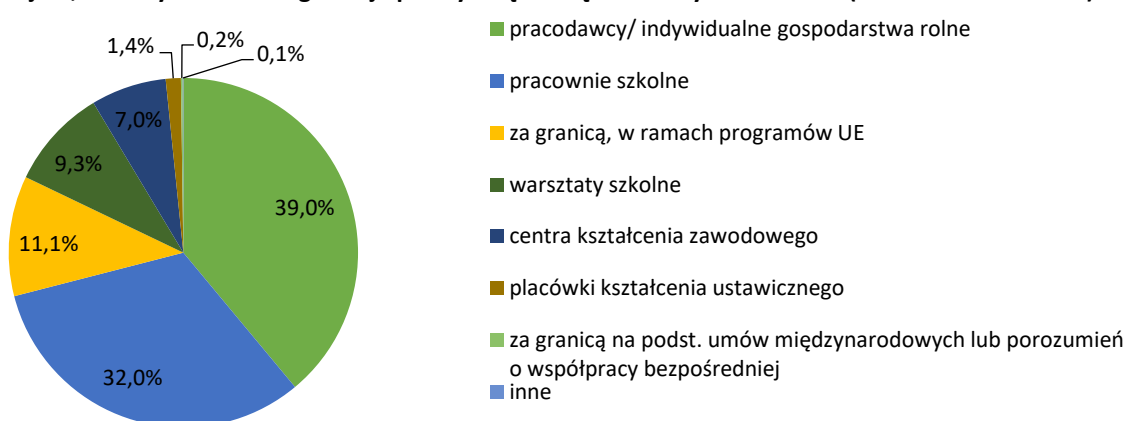 1,4%
0,2%
0,1%
7,0%
9,3%
39,0%
11,1%
32,0%
pracodawcy/ indywidualne gospodarstwa rolne
pracownie szkolne
za granicą, w ramach programów UE
warsztaty szkolne
centra kształcenia zawodowego
placówki kształcenia ustawicznego
za granicą na podst. umów międzynarodowych lub porozumień
o współpracy bezpośredniej
inne